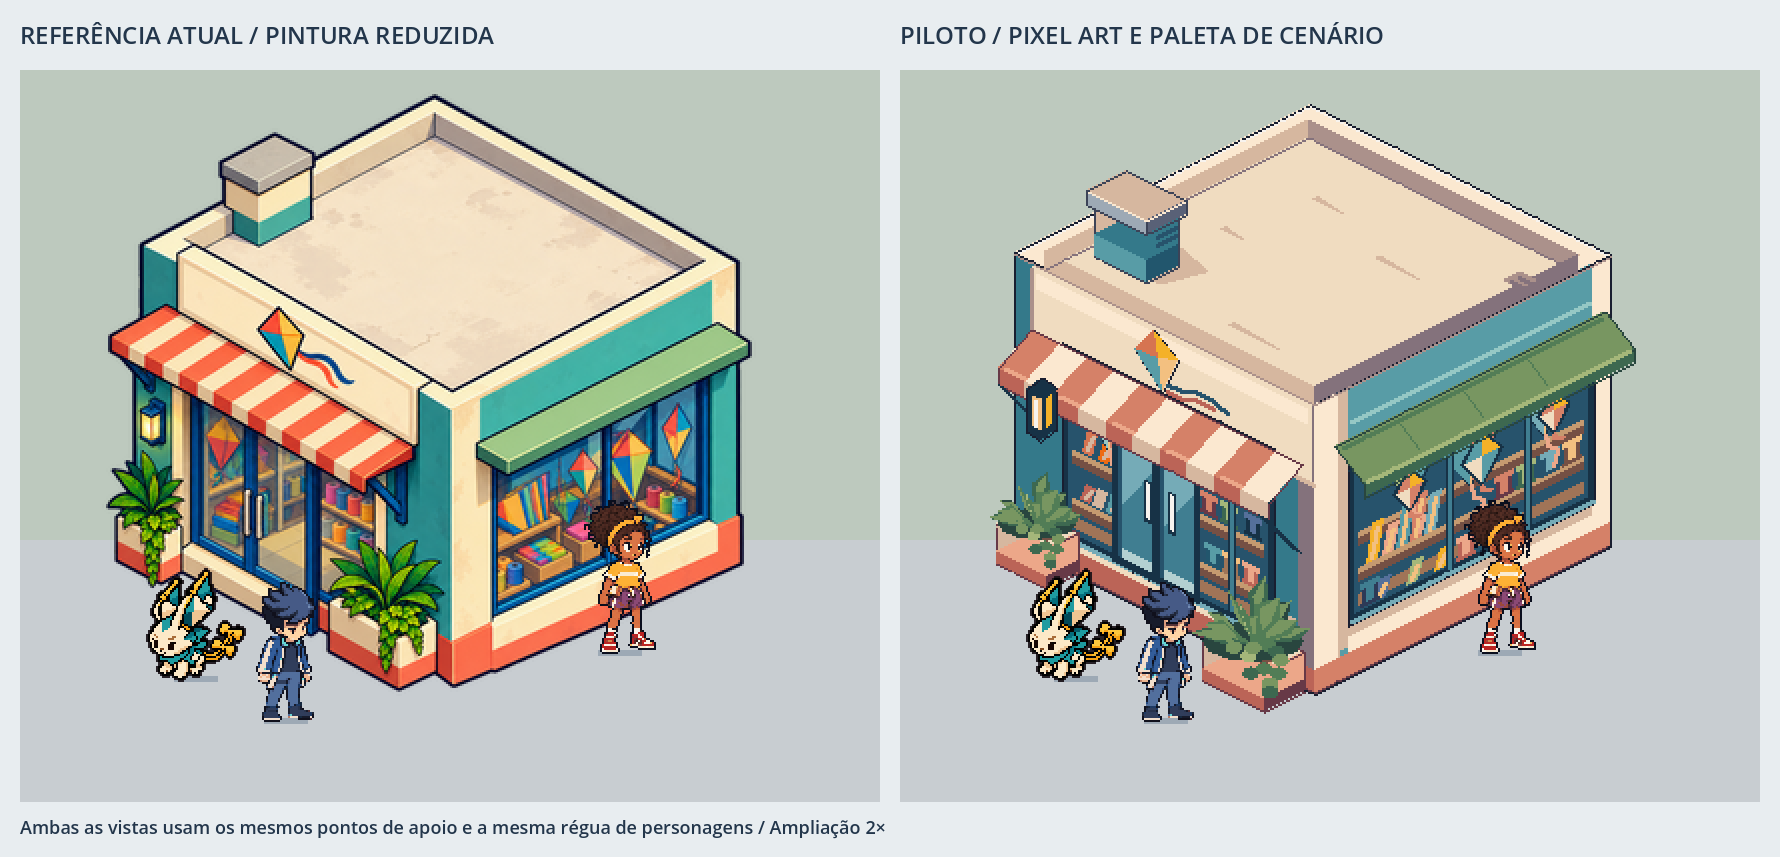 REFERÊNCIA ATUAL / PINTURA REDUZIDA
PILOTO / PIXEL ART E PALETA DE CENÁRIO
Ambas as vistas usam os mesmos pontos de apoio e a mesma régua de personagens / Ampliação 2×